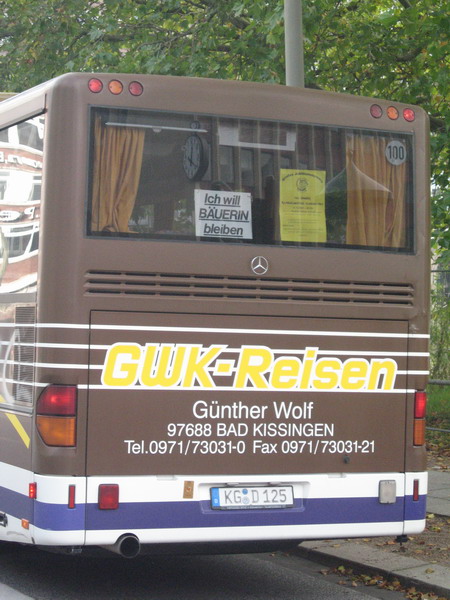 100
Ich will
BÄUERIN
bleiben
GWK-Reisen
Günther Wolf
97688 BAD KISSINGEN
Tel.0971/73031-0 Fax 0971/73031-21
KG D 125